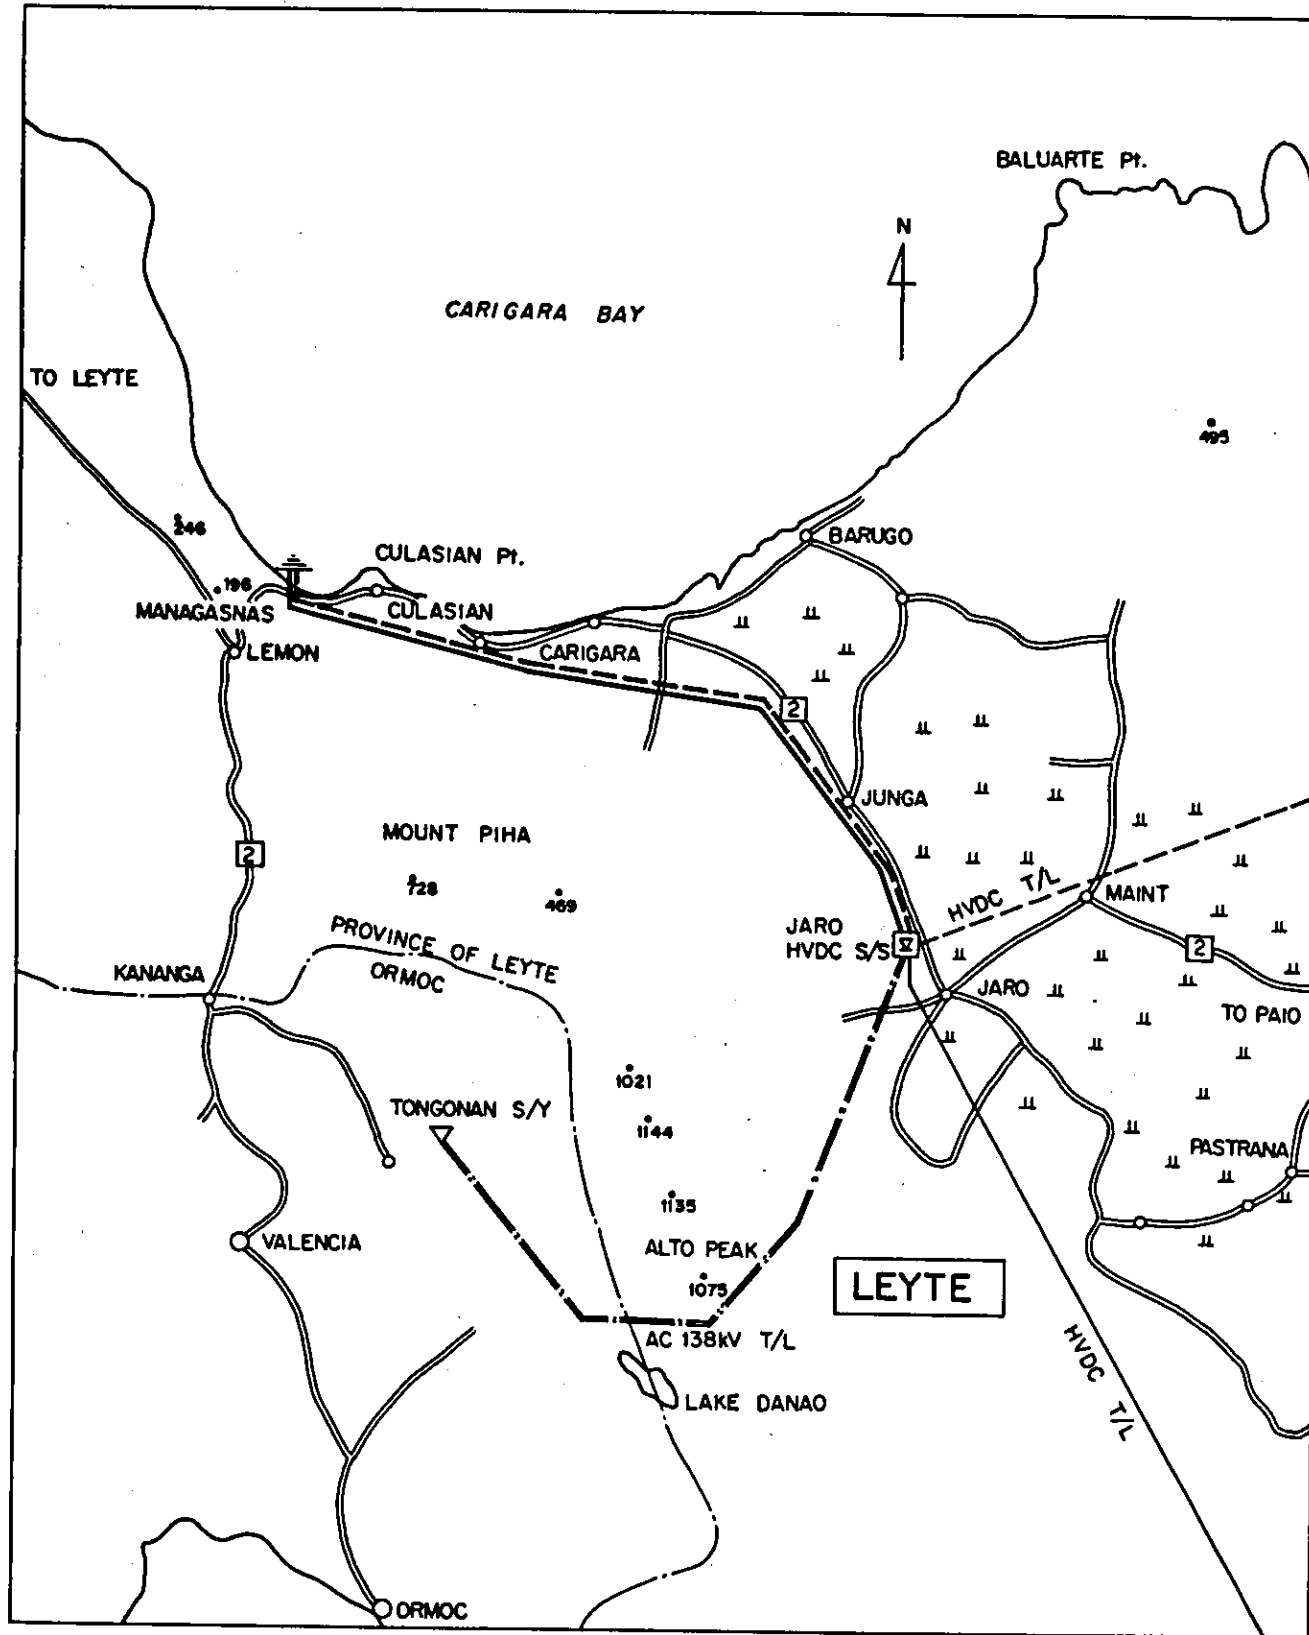 BALUARTE Pt.
N
CARIGARA BAY
TO LEYTE
495
246
BARUGO
CULASIAN Pt.
196
MANAGASNAS
CULASIAN
LEMON
CARIGARA
2
JUNGA
MOUNT PIHA
2
728
469
HVDC T/L
MAINT
JARO
HVDC S/S
PROVINCE OF LEYTE
ORMOC
2
KANANGA
JARO
TO PAIO
1021
TONGONAN S/Y
1144
PASTRANA
1135
VALENCIA
ALTO PEAK
1075
LEYTE
AC 138kV T/L
HVDC T/L
LAKE DANAO
ORMOC